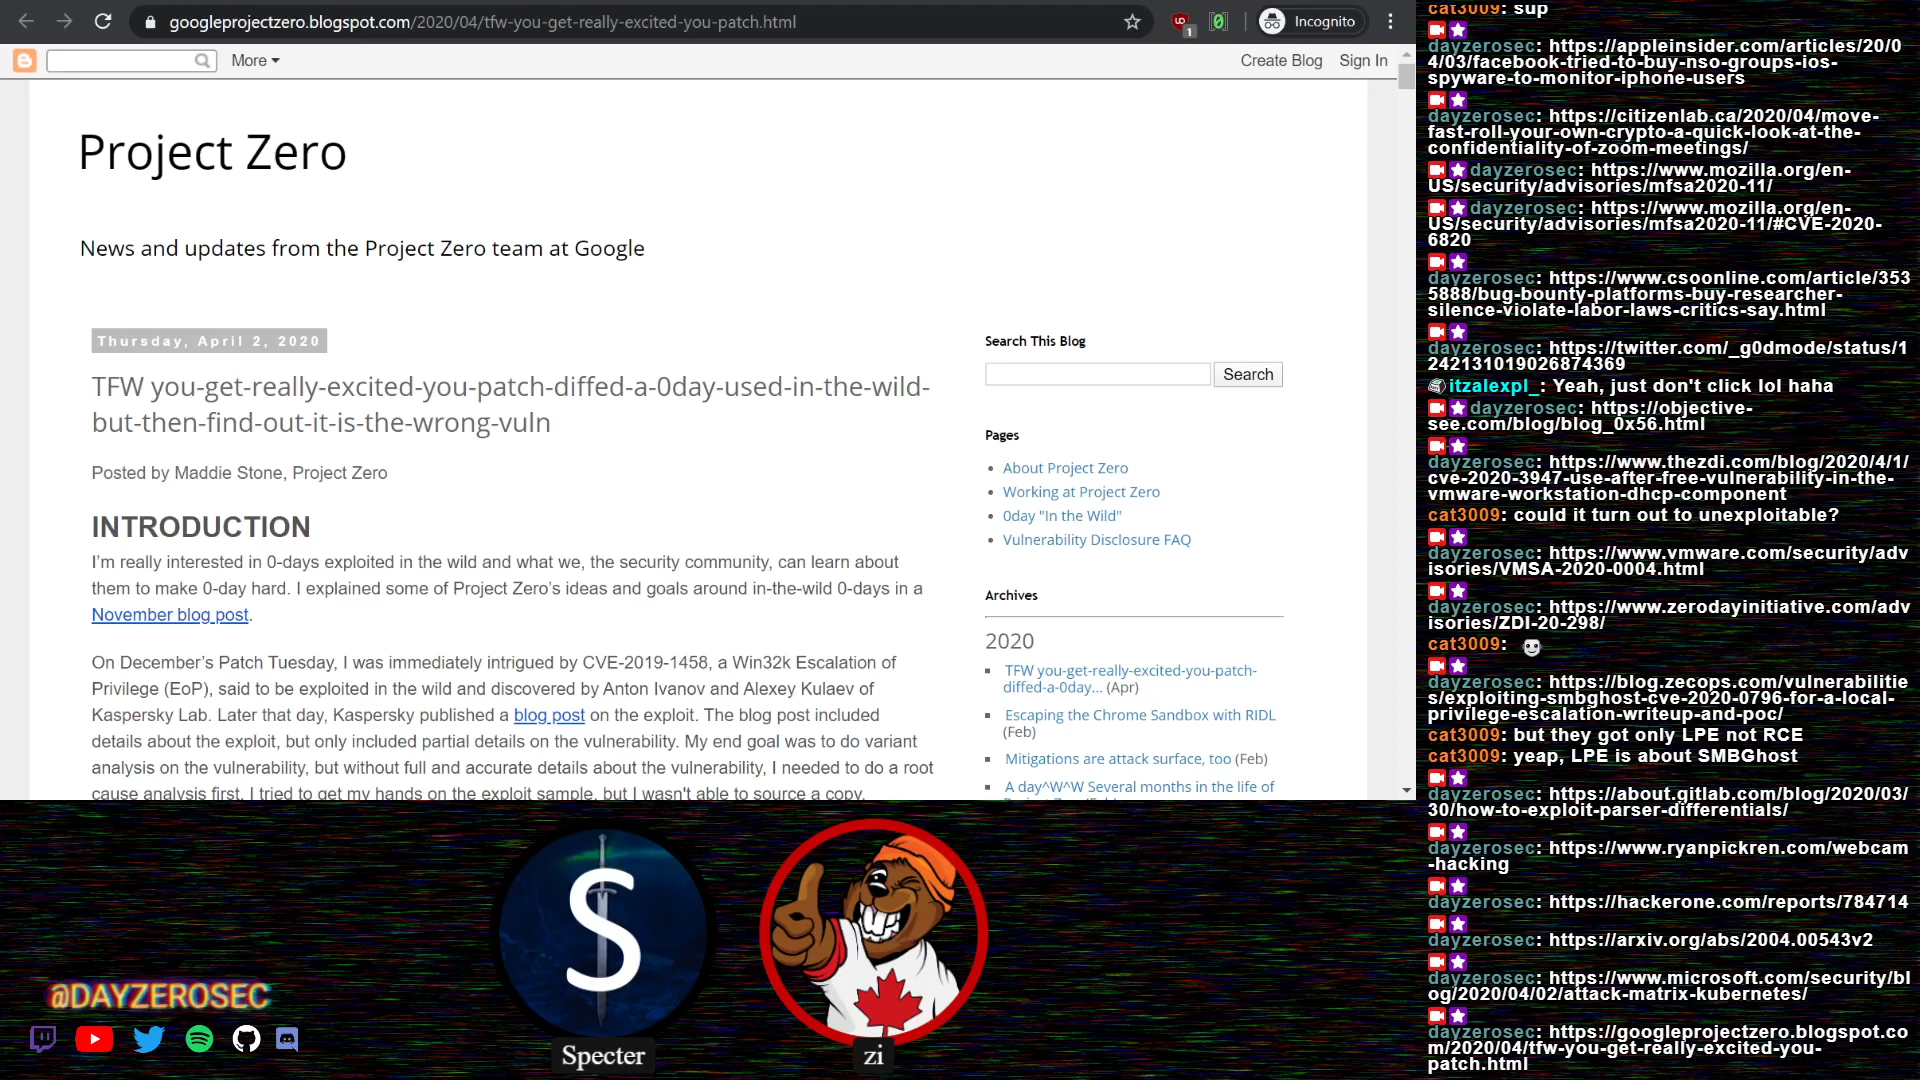 googleprojectzero.blogspot.com/2020/04/tfw-you-get-really-excited-you-patch.html
1
Incognito
More
Create Blog
Sign In
Project Zero
News and updates from the Project Zero team at Google
Thursday, April 2, 2020
TFW you-get-really-excited-you-patch-diffed-a-0day-used-in-the-wild-
but-then-find-out-it-is-the-wrong-vuln
Posted by Maddie Stone, Project Zero
INTRODUCTION
I'm really interested in 0-days exploited in the wild and what we, the security community, can learn about
them to make 0-day hard. I explained some of Project Zero's ideas and goals around in-the-wild 0-days in a
November blog post.
On December's Patch Tuesday, I was immediately intrigued by CVE-2019-1458, a Win32k Escalation of
Privilege (EoP), said to be exploited in the wild and discovered by Anton Ivanov and Alexey Kulaev of
Kaspersky Lab. Later that day, Kaspersky published a blog post on the exploit. The blog post included
details about the exploit, but only included partial details on the vulnerability. My end goal was to do variant
analysis on the vulnerability, but without full and accurate details about the vulnerability, I needed to do a root
cause analysis first. I tried to get my hands on the exploit sample, but I wasn't able to source a copy.
Search This Blog
Search
Pages
About Project Zero
Working at Project Zero
0day "In the Wild"
Vulnerability Disclosure FAQ
Archives
2020
TFW you-get-really-excited-you-patch-
diffed-a-0day... (Apr)
Escaping the Chrome Sandbox with RIDL
(Feb)
Mitigations are attack surface, too (Feb)
A day^W^W Several months in the life of
@DAYZEROSEC
S
Specter
zi
cat3009: sup
dayzerosec: https://appleinsider.com/articles/20/0
4/03/facebook-tried-to-buy-nso-groups-ios-
spyware-to-monitor-iphone-users
dayzerosec: https://citizenlab.ca/2020/04/move-
fast-roll-your-own-crypto-a-quick-look-at-the-
confidentiality-of-zoom-meetings/
dayzerosec: https://www.mozilla.org/en-
US/security/advisories/mfsa2020-11/
dayzerosec: https://www.mozilla.org/en-
US/security/advisories/mfsa2020-11/#CVE-2020-
6820
dayzerosec: https://www.csoonline.com/article/353
5888/bug-bounty-platforms-buy-researcher-
silence-violate-labor-laws-critics-say.html
dayzerosec: https://twitter.com/_g0dmode/status/1
242131019026874369
itzalexpl_: Yeah, just don't click lol haha
dayzerosec: https://objective-
see.com/blog/blog_0x56.html
dayzerosec: https://www.thezdi.com/blog/2020/4/1/
cve-2020-3947-use-after-free-vulnerability-in-the-
vmware-workstation-dhcp-component
cat3009: could it turn out to unexploitable?
dayzerosec: https://www.vmware.com/security/adv
isories/VMSA-2020-0004.html
dayzerosec: https://www.zerodayinitiative.com/adv
isories/ZDI-20-298/
cat3009:
dayzerosec: https://blog.zecops.com/vulnerabilitie
s/exploiting-smbghost-cve-2020-0796-for-a-local-
privilege-escalation-writeup-and-poc/
cat3009: but they got only LPE not RCE
cat3009: yeap, LPE is about SMBGhost
dayzerosec: https://about.gitlab.com/blog/2020/03/
30/how-to-exploit-parser-differentials/
dayzerosec: https://www.ryanpickren.com/webcam
-hacking
dayzerosec: https://hackerone.com/reports/784714
dayzerosec: https://arxiv.org/abs/2004.00543v2
dayzerosec: https://www.microsoft.com/security/bl
og/2020/04/02/attack-matrix-kubernetes/
dayzerosec: https://googleprojectzero.blogspot.co
m/2020/04/tfw-you-get-really-excited-you-
patch.html